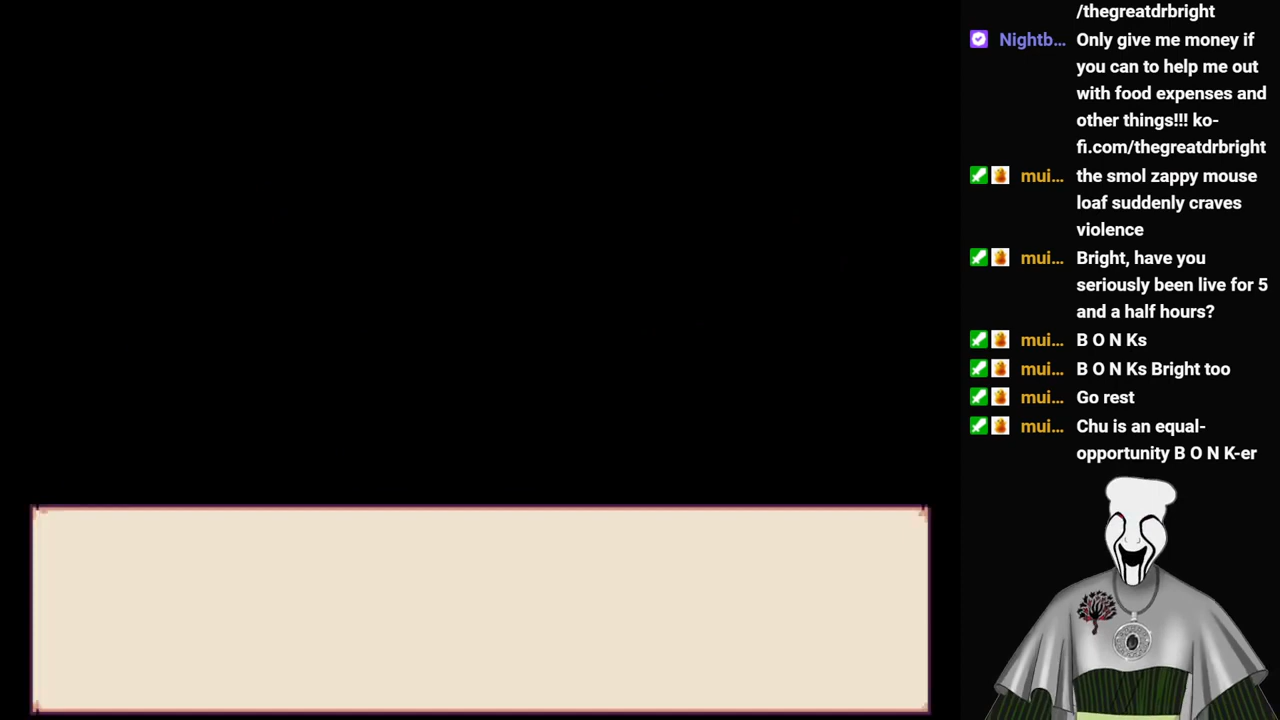 /thegreatdrbright
Nightb... Only give me money if
you can to help me out
with food expenses and
other things!!! ko-
fi.com/thegreatdrbright
mui... the smol zappy mouse
loaf suddenly craves
violence
mui... Bright, have you
seriously been live for 5
and a half hours?
mui... B O N Ks
mui... B O N Ks Bright too
mui... Go rest
mui... Chu is an equal-
opportunity B O N K-er